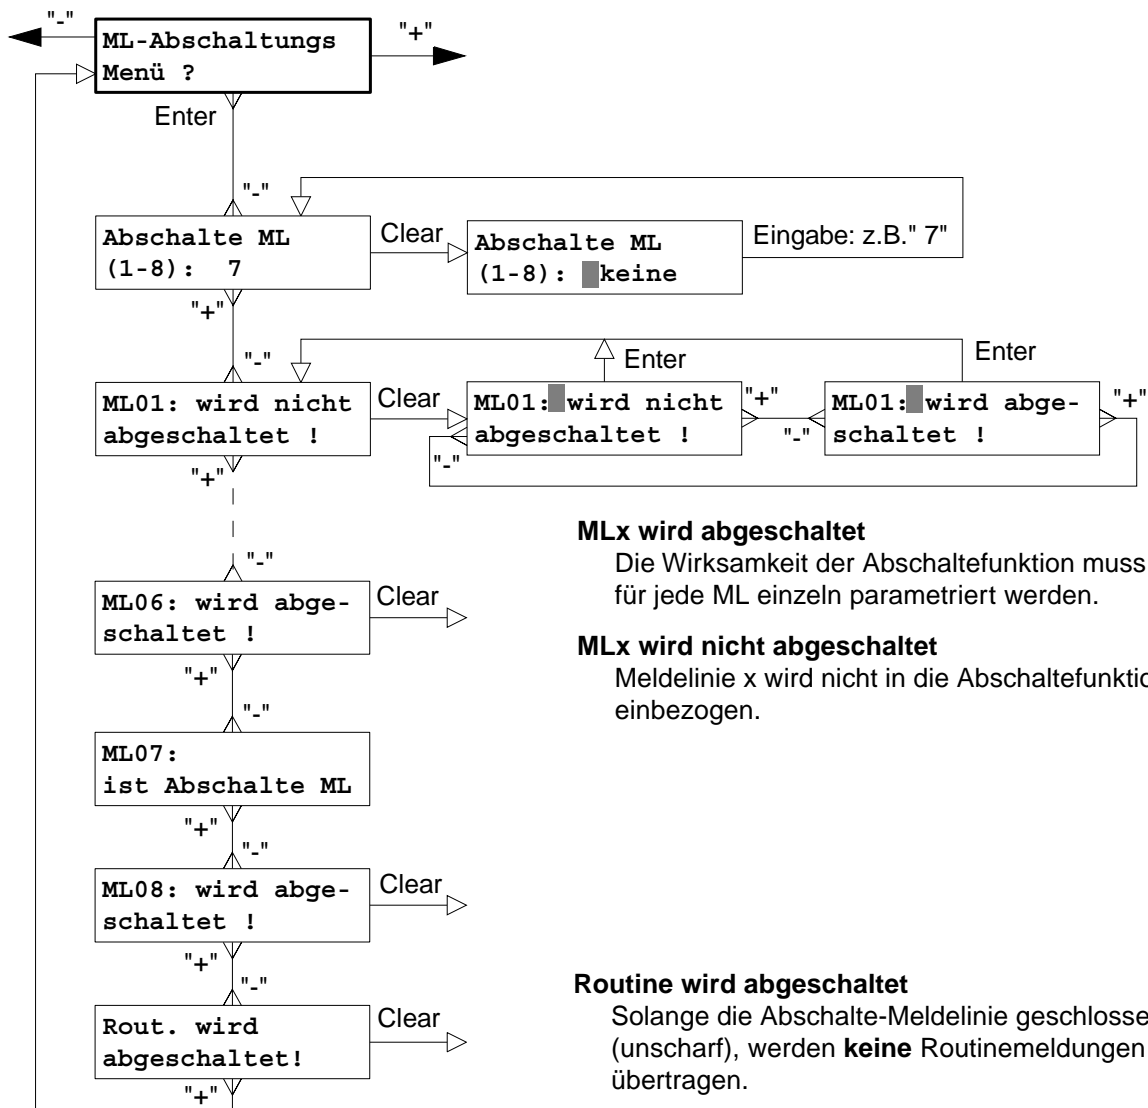 "-"
ML-Abschaltungs
Menü ?
"+"
Enter
"-"
Abschalte ML
(1-8):  7
Clear
Abschalte ML
(1-8): keine
Eingabe: z.B." 7"
"+"
"-"
ML01: wird nicht
abgeschaltet !
Clear
Enter
ML01: wird nicht
abgeschaltet !
"+"
"-"
"-"
Enter
ML01: wird abge-
schaltet !
"+"
"+"
MLx wird abgeschaltet
Die Wirksamkeit der Abschaltefunktion muss
für jede ML einzeln parametriert werden.
MLx wird nicht abgeschaltet
Meldelinie x wird nicht in die Abschaltefunktio
einbezogen.
"-"
ML06: wird abge-
schaltet !
Clear
"+"
"-"
ML07:
ist Abschalte ML
"+"
"-"
ML08: wird abge-
schaltet !
Clear
"+"
"-"
Rout. wird
abgeschaltet!
Clear
"+"
Routine wird abgeschaltet
Solange die Abschalte-Meldelinie geschlosse
(unscharf), werden keine Routinemeldungen
übertragen.